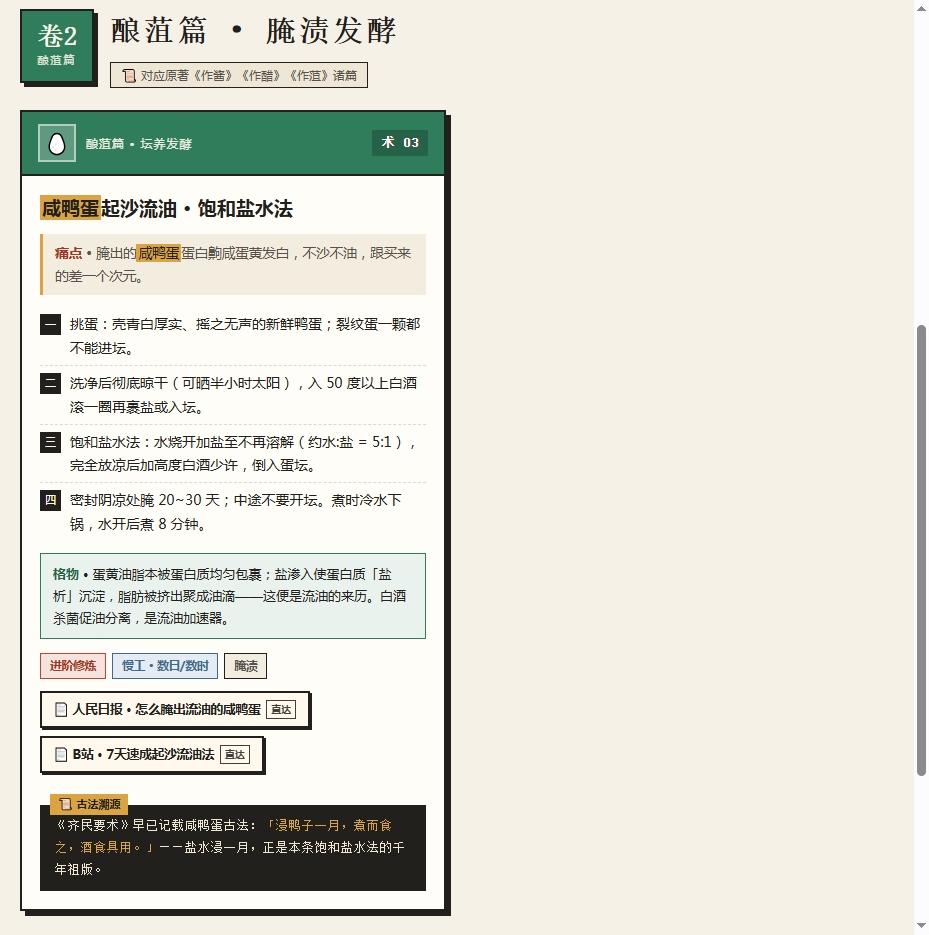 卷2
酿菹篇
酿菹篇 • 腌渍发酵
📜 对应原著《作酱》《作醋》《作菹》诸篇
酿菹篇 • 坛养发酵
术 03
咸鸭蛋起沙流油 • 饱和盐水法
痛点 • 腌出的咸鸭蛋蛋白齁咸蛋黄发白，不沙不油，跟买来
的差一个次元。
一 挑蛋：壳青白厚实、摇之无声的新鲜鸭蛋；裂纹蛋一颗都
不能进坛。
二 洗净后彻底晾干（可晒半小时太阳），入 50 度以上白酒
滚一圈再裹盐或入坛。
三 饱和盐水法：水烧开加盐至不再溶解（约水:盐 = 5:1），
完全放凉后加高度白酒少许，倒入蛋坛。
四 密封阴凉处腌 20~30 天；中途不要开坛。煮时冷水下
锅，水开后煮 8 分钟。
格物 • 蛋黄油脂本被蛋白质均匀包裹；盐渗入使蛋白质「盐
析」沉淀，脂肪被挤出聚成油滴——这便是流油的来历。白酒
杀菌促油分离，是流油加速器。
进阶修炼 慢工 • 数日/数时 腌渍
人民日报 • 怎么腌出流油的咸鸭蛋 直达
B站 • 7天速成起沙流油法 直达
📜 古法溯源
《齐民要术》早已记载咸鸭蛋古法：「浸鸭子一月，煮而食
之，酒食具用。」——盐水浸一月，正是本条饱和盐水法的千
年祖版。